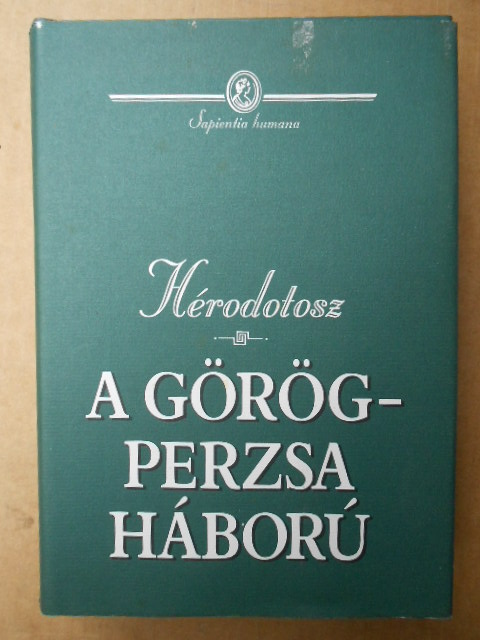 Sapientia humana
Hérodotosz
A GÖRÖG-
PERZSA
HÁBORÚ